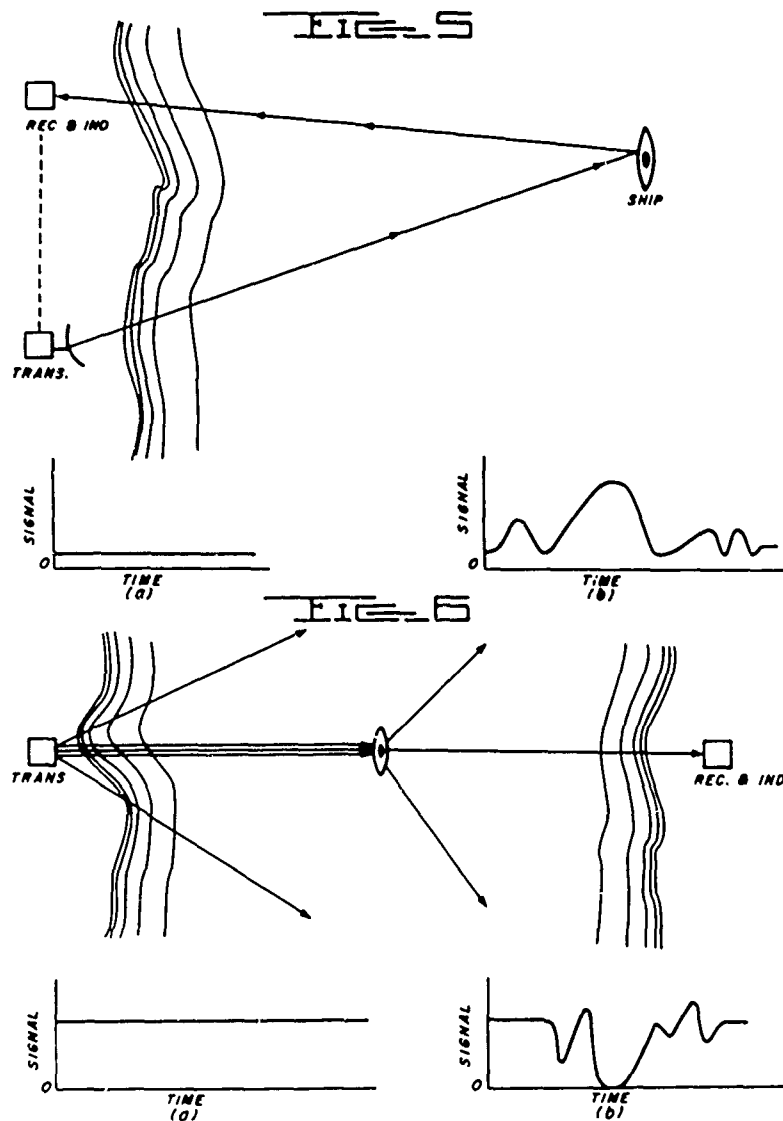 FIG. 5
REC & IND
SHIP
TRANS.
SIGNAL
0
TIME
(a)
SIGNAL
0
TIME
(b)
FIG. 6
TRANS
REC. & IND
SIGNAL
0
TIME
(a)
SIGNAL
0
TIME
(b)